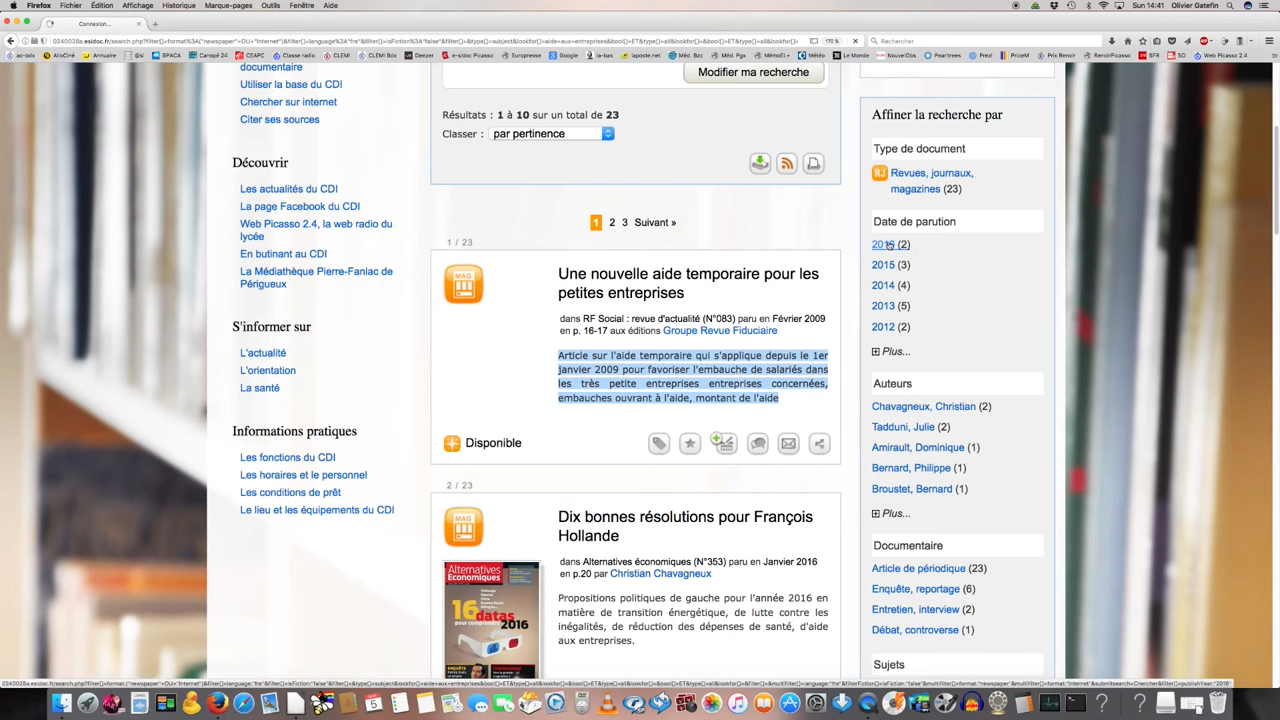 Firefox Fichier Édition Affichage Historique Marque-pages Outils Fenêtre Aide
Sun 14:41 Olivier Gatefin
Connexion...
170 %
Rechercher
documentaire
Utiliser la base du CDI
Chercher sur internet
Citer ses sources
Découvrir
Les actualités du CDI
La page Facebook du CDI
Web Picasso 2.4, la web radio du
lycée
En butinant au CDI
La Médiathèque Pierre-Fanlac de
Périgueux
S'informer sur
L'actualité
L'orientation
La santé
Informations pratiques
Les fonctions du CDI
Les horaires et le personnel
Les conditions de prêt
Le lieu et les équipements du CDI
Modifier ma recherche
Résultats : 1 à 10 sur un total de 23
Classer : par pertinence
1 2 3 Suivant »
1 / 23
MAG
Une nouvelle aide temporaire pour les
petites entreprises
dans RF Social : revue d'actualité (N°083) paru en Février 2009
en p. 16-17 aux éditions Groupe Revue Fiduciaire
Article sur l'aide temporaire qui s'applique depuis le 1er
janvier 2009 pour favoriser l'embauche de salariés dans
les très petite entreprises entreprises concernées,
embauches ouvrant à l'aide, montant de l'aide
Disponible
2 / 23
MAG
Dix bonnes résolutions pour François
Hollande
dans Alternatives économiques (N°353) paru en Janvier 2016
en p.20 par Christian Chavagneux
Alternatives
Economiques
16
datas
2016
Propositions politiques de gauche pour l'année 2016 en
matière de transition énergétique, de lutte contre les
inégalités, de réduction des dépenses de santé, d'aide
aux entreprises.
Affiner la recherche par
Type de document
RJ Revues, journaux,
magazines (23)
Date de parution
2016 (2)
2015 (3)
2014 (4)
2013 (5)
2012 (2)
Plus...
Auteurs
Chavagneux, Christian (2)
Tadduni, Julie (2)
Amirault, Dominique (1)
Bernard, Philippe (1)
Broustet, Bernard (1)
Plus...
Documentaire
Article de périodique (23)
Enquête, reportage (6)
Entretien, interview (2)
Débat, controverse (1)
Sujets